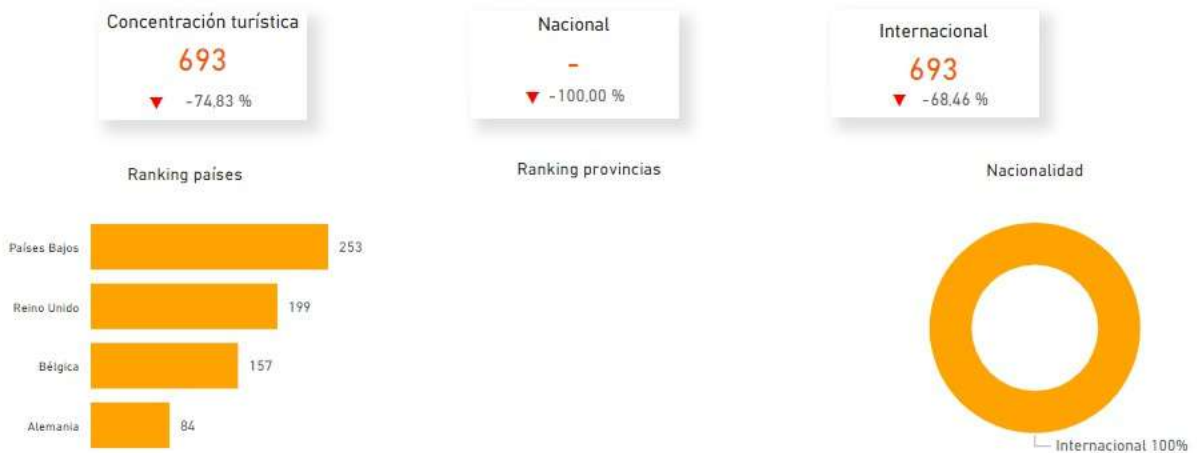 Concentración turística
693
▼ -74,83 %
Nacional
-
▼ -100,00 %
Internacional
693
▼ -68,46 %
Ranking países
Países Bajos 253
Reino Unido 199
Bélgica 157
Alemania 84
Ranking provincias
Nacionalidad
Internacional 100%